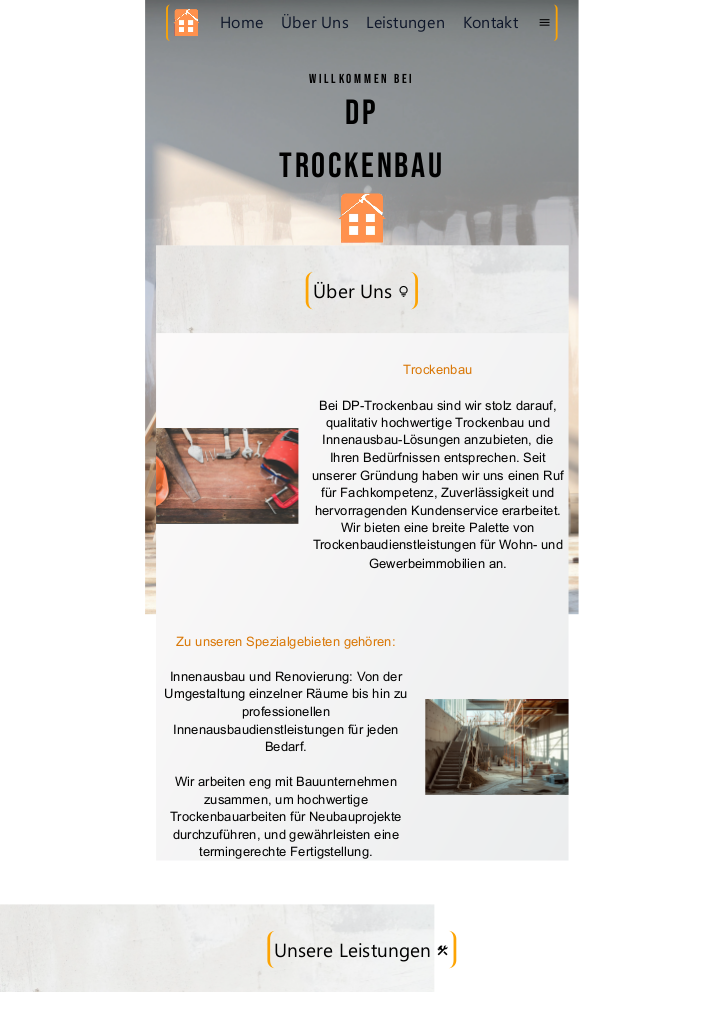 Home Über Uns Leistungen Kontakt
WILLKOMMEN BEI
DP
TROCKENBAU
Über Uns
Trockenbau
Bei DP-Trockenbau sind wir stolz darauf,
qualitativ hochwertige Trockenbau und
Innenausbau-Lösungen anzubieten, die
Ihren Bedürfnissen entsprechen. Seit
unserer Gründung haben wir uns einen Ruf
für Fachkompetenz, Zuverlässigkeit und
hervorragenden Kundenservice erarbeitet.
Wir bieten eine breite Palette von
Trockenbaudienstleistungen für Wohn- und
Gewerbeimmobilien an.
Zu unseren Spezialgebieten gehören:
Innenausbau und Renovierung: Von der
Umgestaltung einzelner Räume bis hin zu
professionellen
Innenausbaudienstleistungen für jeden
Bedarf.
Wir arbeiten eng mit Bauunternehmen
zusammen, um hochwertige
Trockenbauarbeiten für Neubauprojekte
durchzuführen, und gewährleisten eine
termingerechte Fertigstellung.
Unsere Leistungen